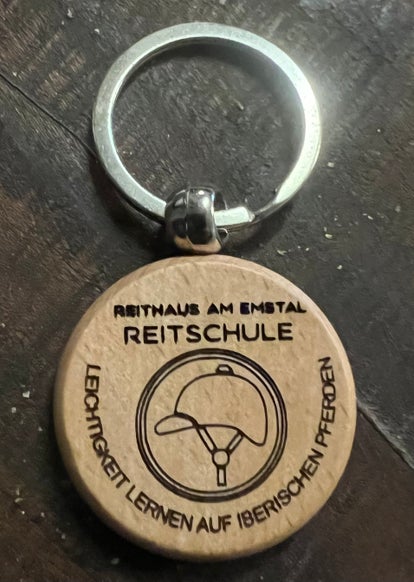 REITHAUS AM EMSTAL
REITSCHULE
LEICHTIGKEIT LERNEN AUF IBERISCHEN PFERDEN